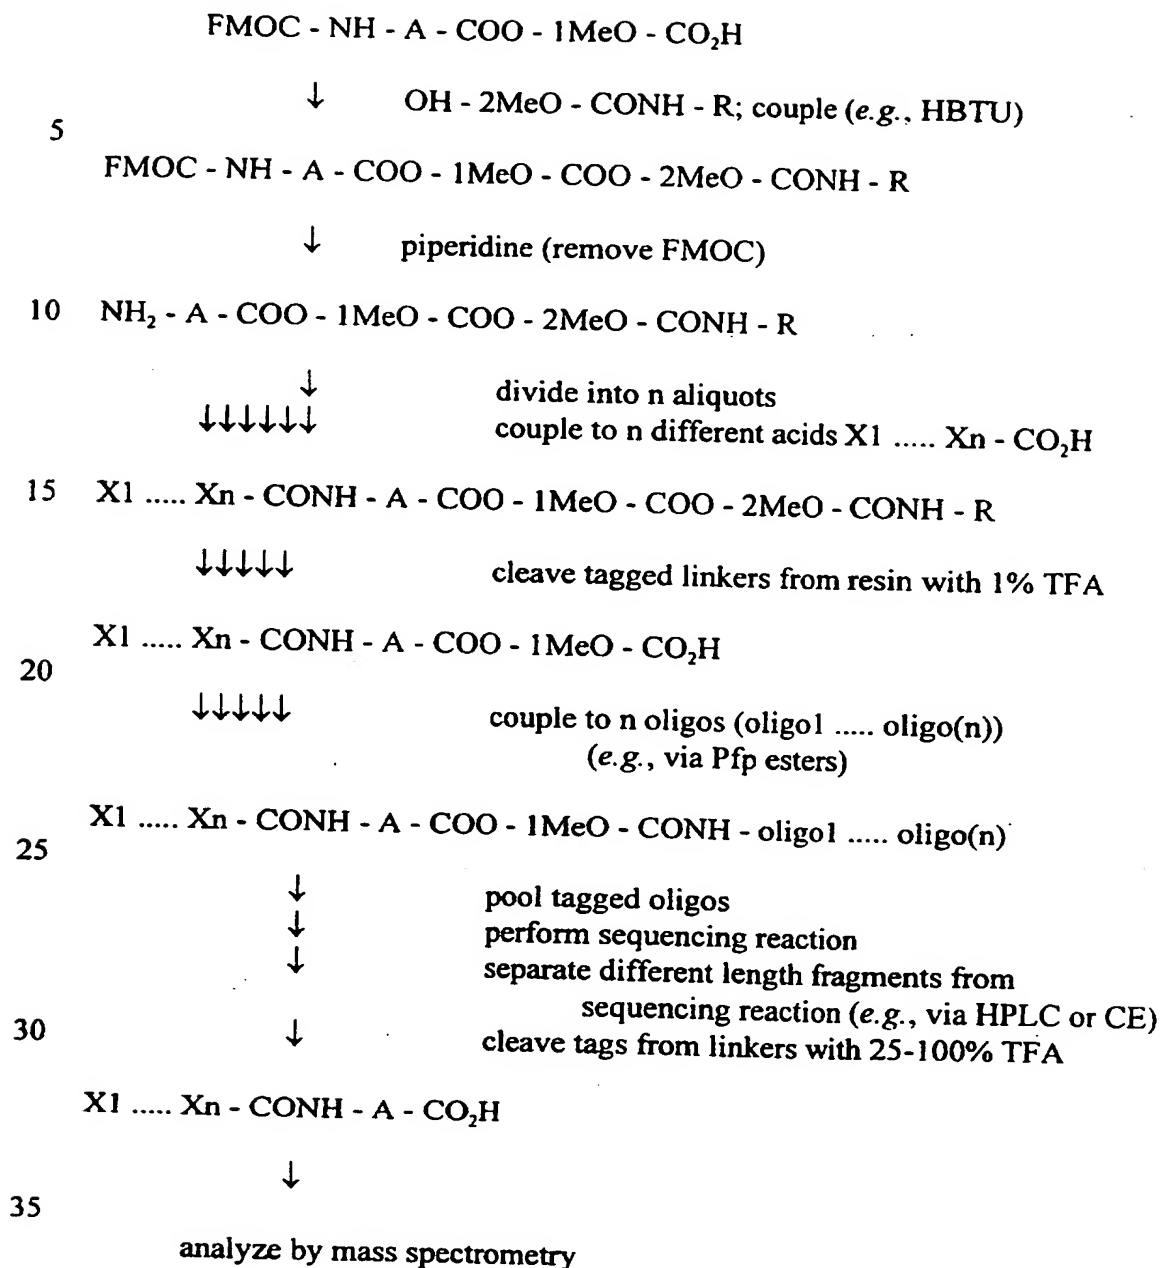 FMOC - NH - A - COO - 1MeO - CO₂H
↓ OH - 2MeO - CONH - R; couple (e.g., HBTU)
5
FMOC - NH - A - COO - 1MeO - COO - 2MeO - CONH - R
↓ piperidine (remove FMOC)
10 NH₂ - A - COO - 1MeO - COO - 2MeO - CONH - R
↓ divide into n aliquots
↓↓↓↓↓↓ couple to n different acids X1 ..... Xn - CO₂H
15 X1 ..... Xn - CONH - A - COO - 1MeO - COO - 2MeO - CONH - R
↓↓↓↓↓ cleave tagged linkers from resin with 1% TFA
X1 ..... Xn - CONH - A - COO - 1MeO - CO₂H
20
↓↓↓↓↓ couple to n oligos (oligo1 ..... oligo(n))
(e.g., via Pfp esters)
X1 ..... Xn - CONH - A - COO - 1MeO - CONH - oligo1 ..... oligo(n)
25
↓ pool tagged oligos
↓ perform sequencing reaction
↓ separate different length fragments from
sequencing reaction (e.g., via HPLC or CE)
30 ↓ cleave tags from linkers with 25-100% TFA
X1 ..... Xn - CONH - A - CO₂H
↓
35
analyze by mass spectrometry